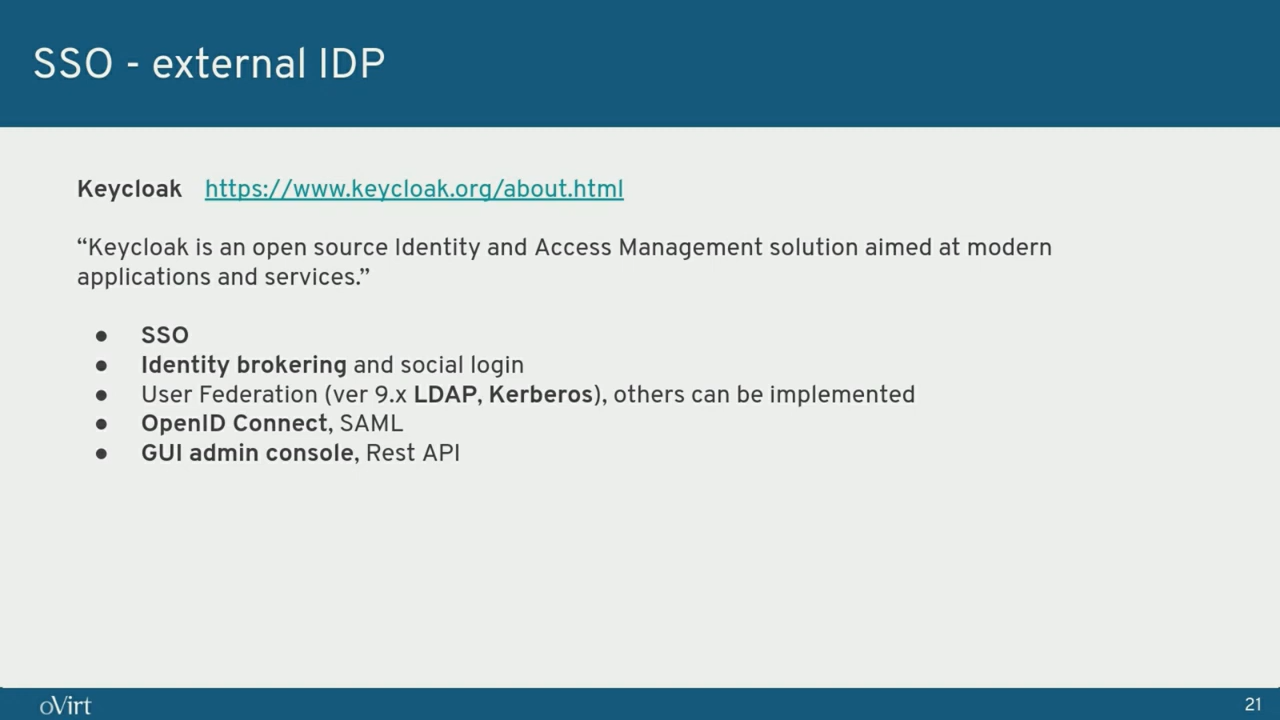 SSO - external IDP
Keycloak https://www.keycloak.org/about.html
“Keycloak is an open source Identity and Access Management solution aimed at modern
applications and services.”
● SSO
● Identity brokering and social login
● User Federation (ver 9.x LDAP, Kerberos), others can be implemented
● OpenID Connect, SAML
● GUI admin console, Rest API
oVirt
21